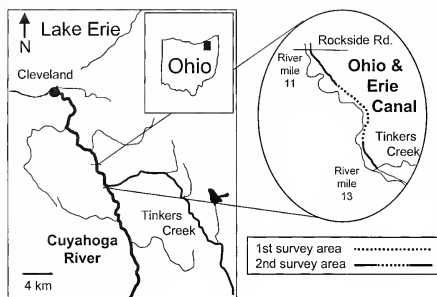 N
Lake Erie
Cleveland
Ohio
Tinkers
Creek
Cuyahoga
River
4 km
Rockside Rd.
River
mile
11
Ohio &
Erie
Canal
Tinkers
Creek
River
mile
13
1st survey area
2nd survey area